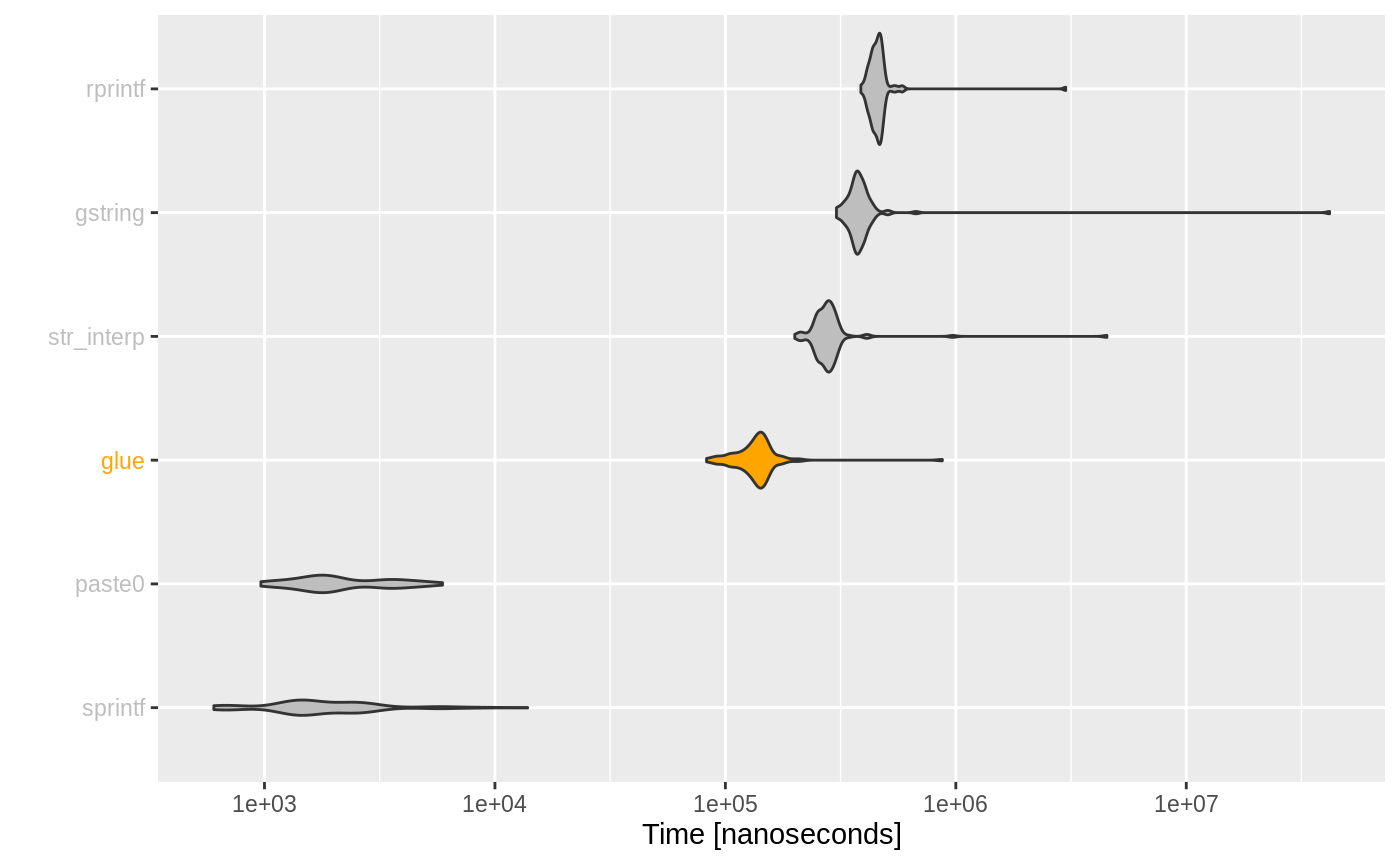 rprintf
gstring
str_interp
glue
paste0
sprintf
1e+03 1e+04 1e+05 1e+06 1e+07
Time [nanoseconds]